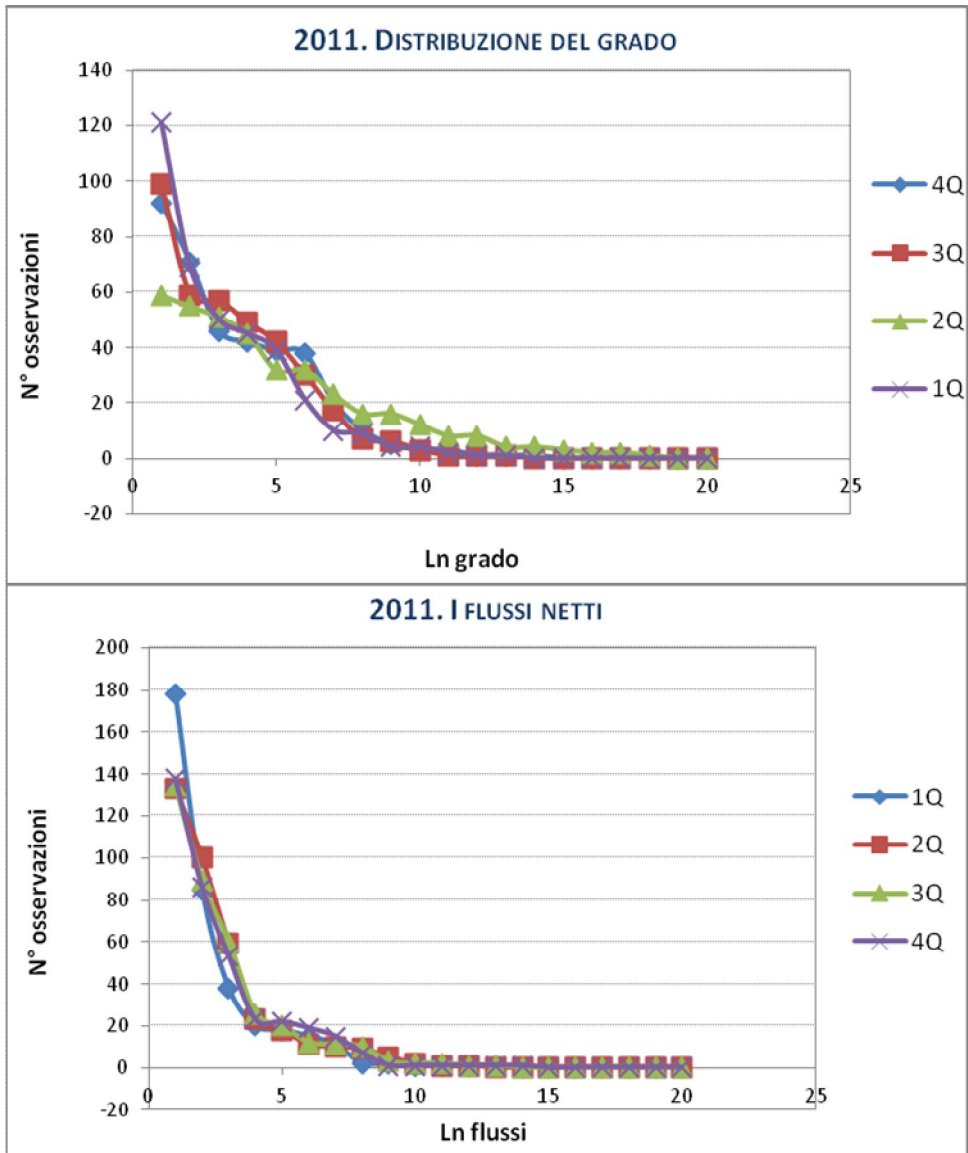 2011. DISTRIBUZIONE DEL GRADO
140
120
100
80
60
40
20
0
-20
N° osservazioni
0 5 10 15 20 25
Ln grado
4Q
3Q
2Q
1Q
2011. I FLUSSI NETTI
200
180
160
140
120
100
80
60
40
20
0
-20
N° osservazioni
0 5 10 15 20 25
Ln flussi
1Q
2Q
3Q
4Q